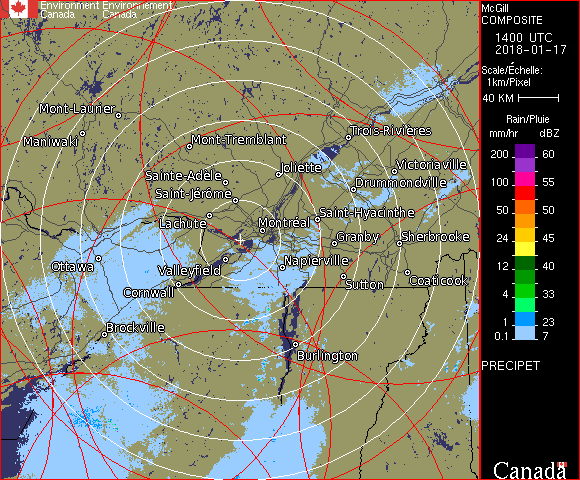 Environment Environnement
Canada Canada
McGill
COMPOSITE
1400 UTC
2018-01-17
Scale/Échelle:
1km/Pixel
40 KM
Rain/Pluie
mm/hr dBZ
200 60
100 55
50 50
24 45
12 40
4 33
1 23
0.1 7
PRECIPET
Canada
Mont-Laurier
Maniwaki
Mont-Tremblant
Trois-Rivières
Sainte-Adèle
Joliette
Victoriaville
Saint-Jérôme
Drummondville
Lachute
Montréal
Saint-Hyacinthe
Granby
Sherbrooke
Ottawa
Valleyfield
Napierville
Cornwall
Sutton
Coaticook
Brockville
Burlington